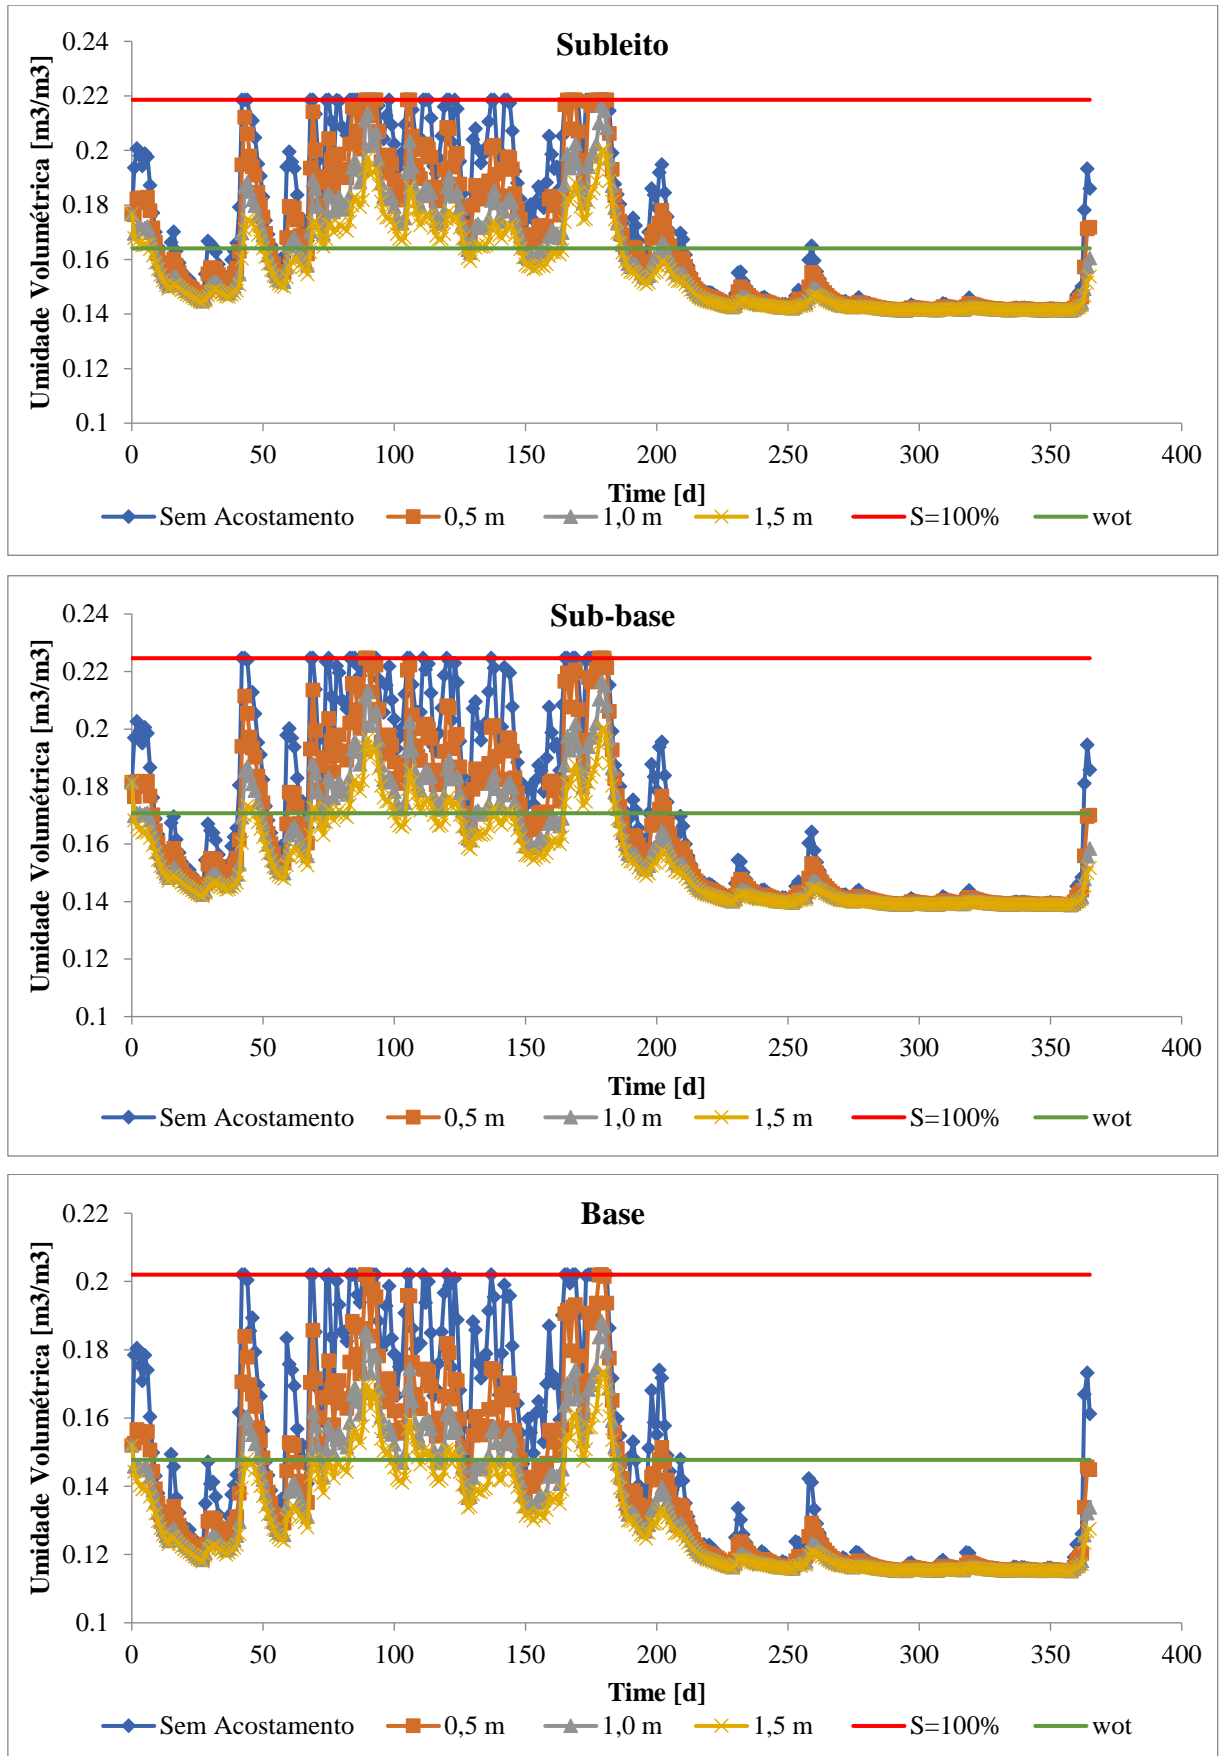 Subleito
Umidade Volumétrica [m3/m3]
0.24
0.22
0.2
0.18
0.16
0.14
0.12
0.1
0 50 100 150 200 250 300 350 400
Time [d]
Sem Acostamento 0,5 m 1,0 m 1,5 m S=100% wot
Sub-base
Umidade Volumétrica [m3/m3]
0.24
0.22
0.2
0.18
0.16
0.14
0.12
0.1
0 50 100 150 200 250 300 350 400
Time [d]
Sem Acostamento 0,5 m 1,0 m 1,5 m S=100% wot
Base
Umidade Volumétrica [m3/m3]
0.22
0.2
0.18
0.16
0.14
0.12
0.1
0 50 100 150 200 250 300 350 400
Time [d]
Sem Acostamento 0,5 m 1,0 m 1,5 m S=100% wot